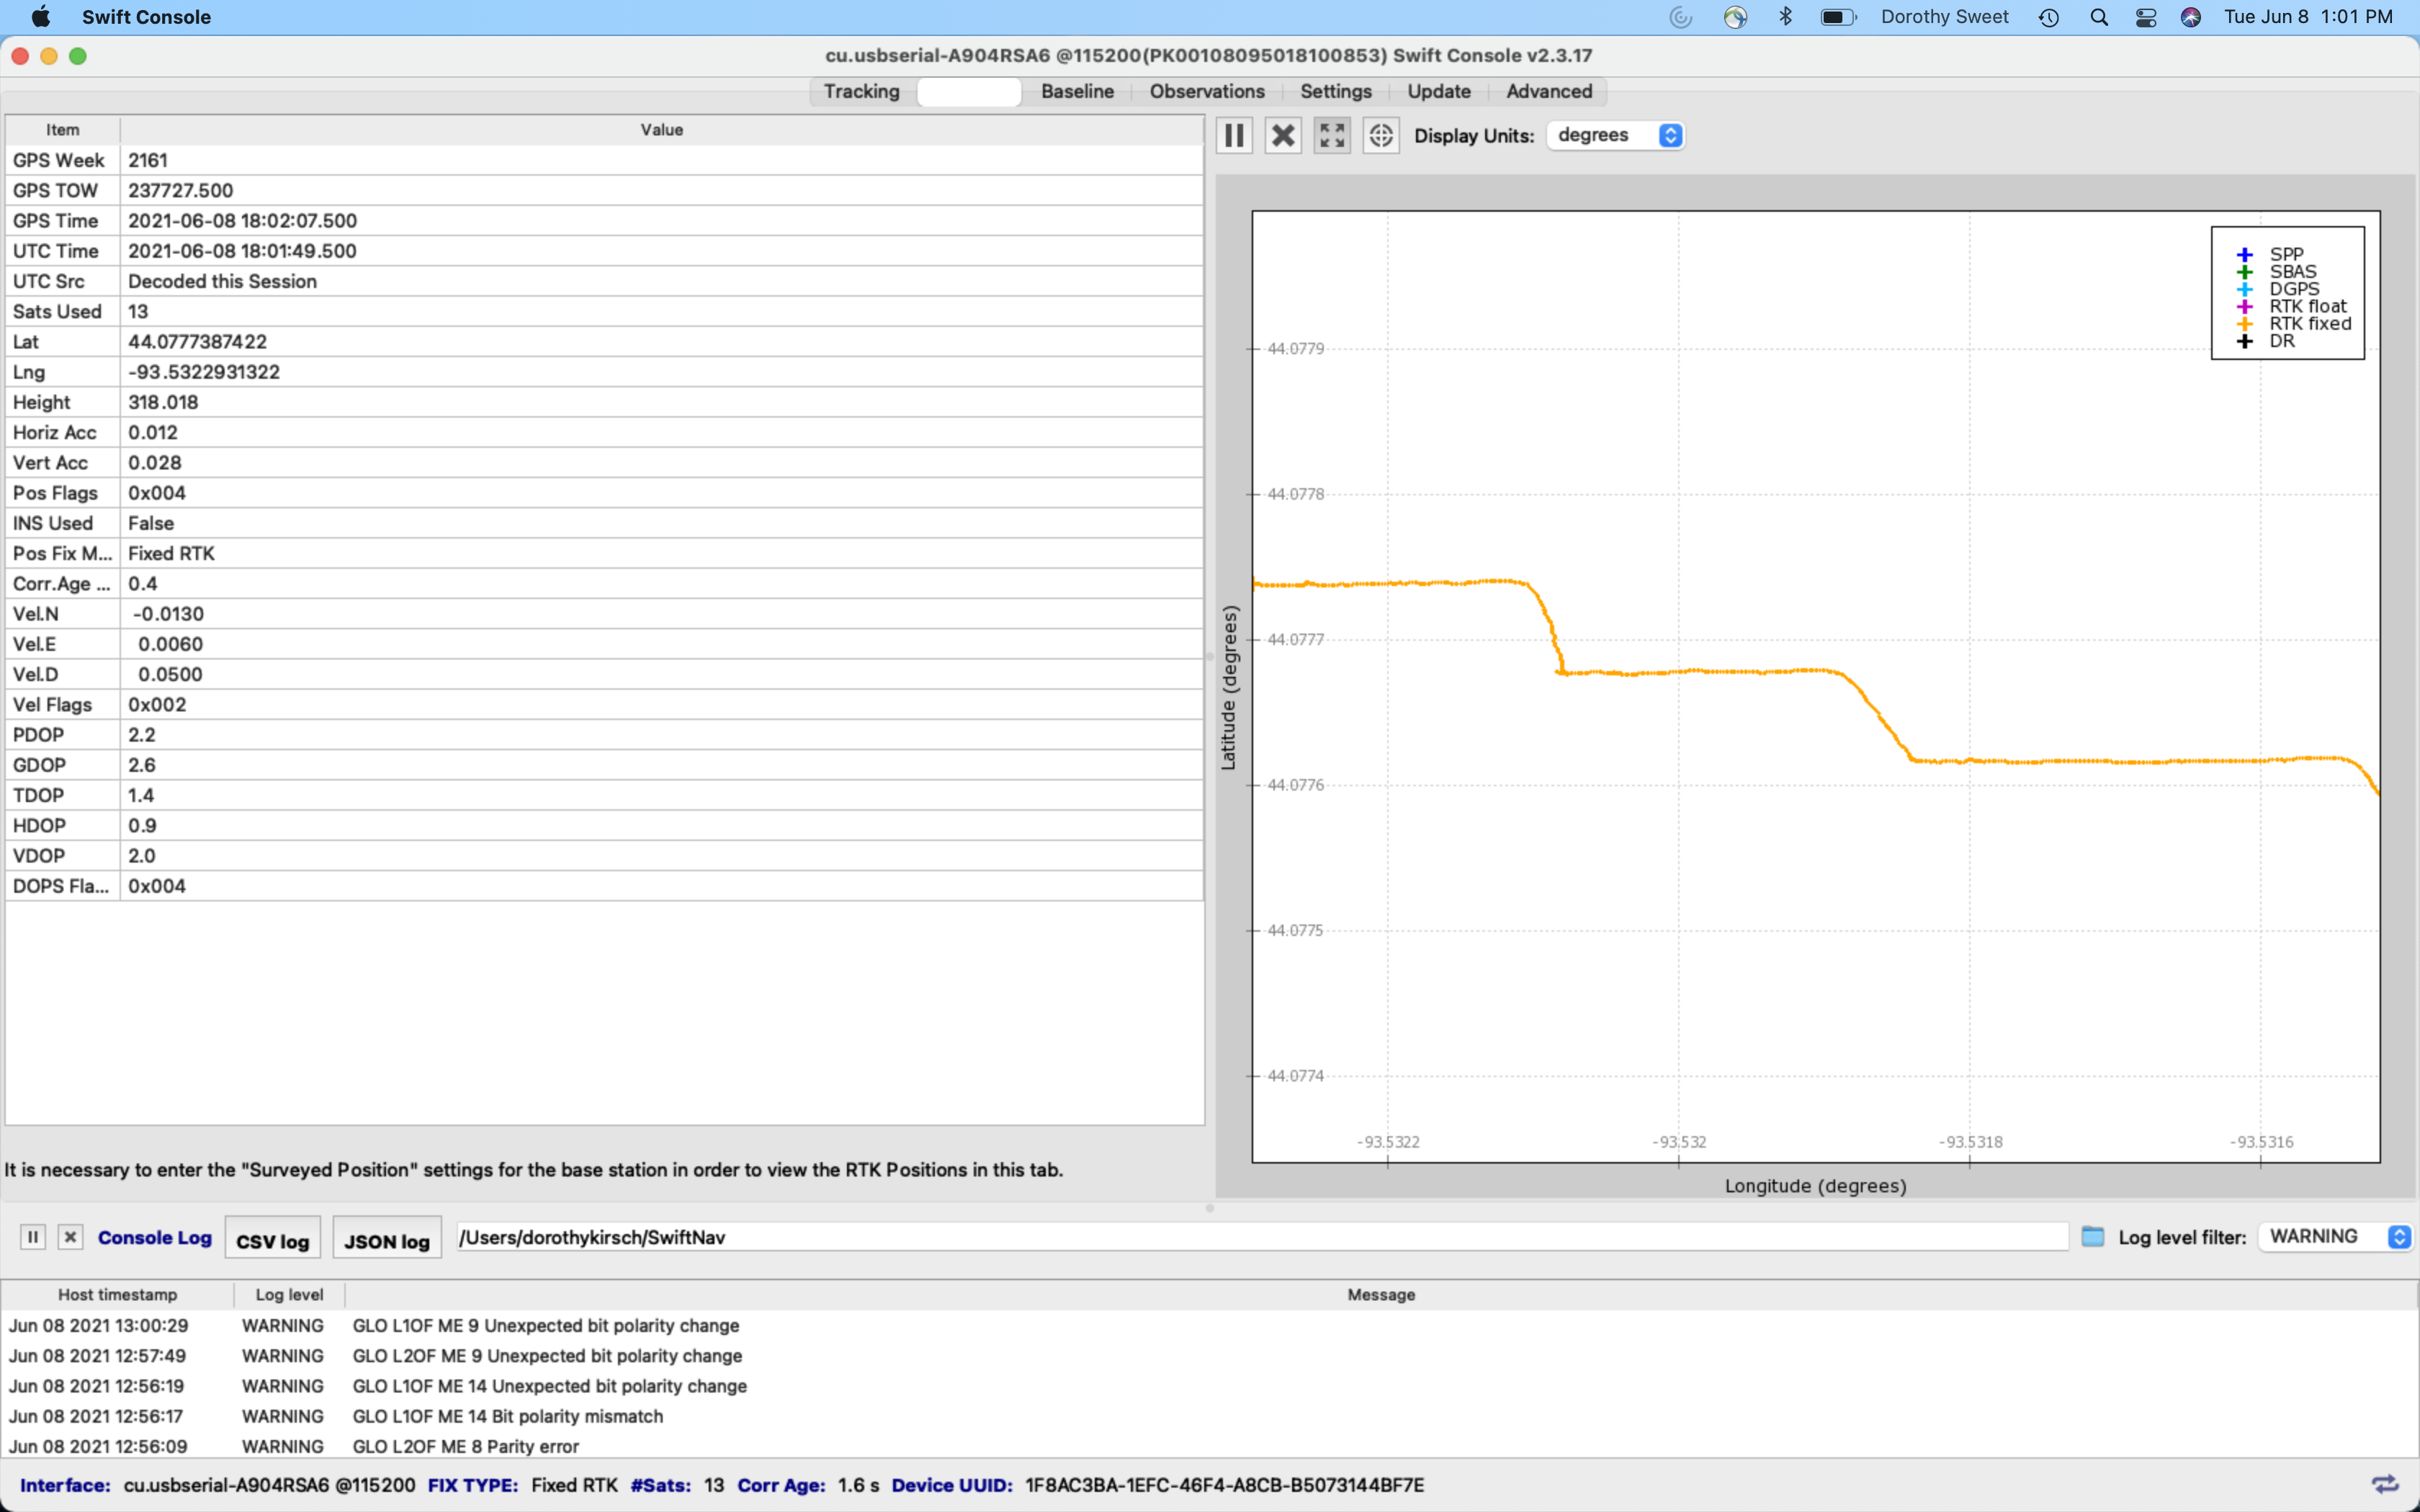 Swift Console
Dorothy Sweet
Tue Jun 8 1:01 PM
cu.usbserial-A904RSA6 @115200(PK00108095018100853) Swift Console v2.3.17
Tracking Baseline Observations Settings Update Advanced
Item Value
GPS Week 2161
GPS TOW 237727.500
GPS Time 2021-06-08 18:02:07.500
UTC Time 2021-06-08 18:01:49.500
UTC Src Decoded this Session
Sats Used 13
Lat 44.0777387422
Lng -93.5322931322
Height 318.018
Horiz Acc 0.012
Vert Acc 0.028
Pos Flags 0x004
INS Used False
Pos Fix M... Fixed RTK
Corr.Age ... 0.4
Vel.N -0.0130
Vel.E 0.0060
Vel.D 0.0500
Vel Flags 0x002
PDOP 2.2
GDOP 2.6
TDOP 1.4
HDOP 0.9
VDOP 2.0
DOPS Fla... 0x004
It is necessary to enter the "Surveyed Position" settings for the base station in order to view the RTK Positions in this tab.
Display Units: degrees
SPP
SBAS
DGPS
RTK float
RTK fixed
DR
Latitude (degrees)
44.0779
44.0778
44.0777
44.0776
44.0775
44.0774
-93.5322 -93.532 -93.5318 -93.5316
Longitude (degrees)
Console Log CSV log JSON log /Users/dorothykirsch/SwiftNav Log level filter: WARNING
Host timestamp Log level Message
Jun 08 2021 13:00:29 WARNING GLO L1OF ME 9 Unexpected bit polarity change
Jun 08 2021 12:57:49 WARNING GLO L2OF ME 9 Unexpected bit polarity change
Jun 08 2021 12:56:19 WARNING GLO L1OF ME 14 Unexpected bit polarity change
Jun 08 2021 12:56:17 WARNING GLO L1OF ME 14 Bit polarity mismatch
Jun 08 2021 12:56:09 WARNING GLO L2OF ME 8 Parity error
Interface: cu.usbserial-A904RSA6 @115200 FIX TYPE: Fixed RTK #Sats: 13 Corr Age: 1.6 s Device UUID: 1F8AC3BA-1EFC-46F4-A8CB-B5073144BF7E